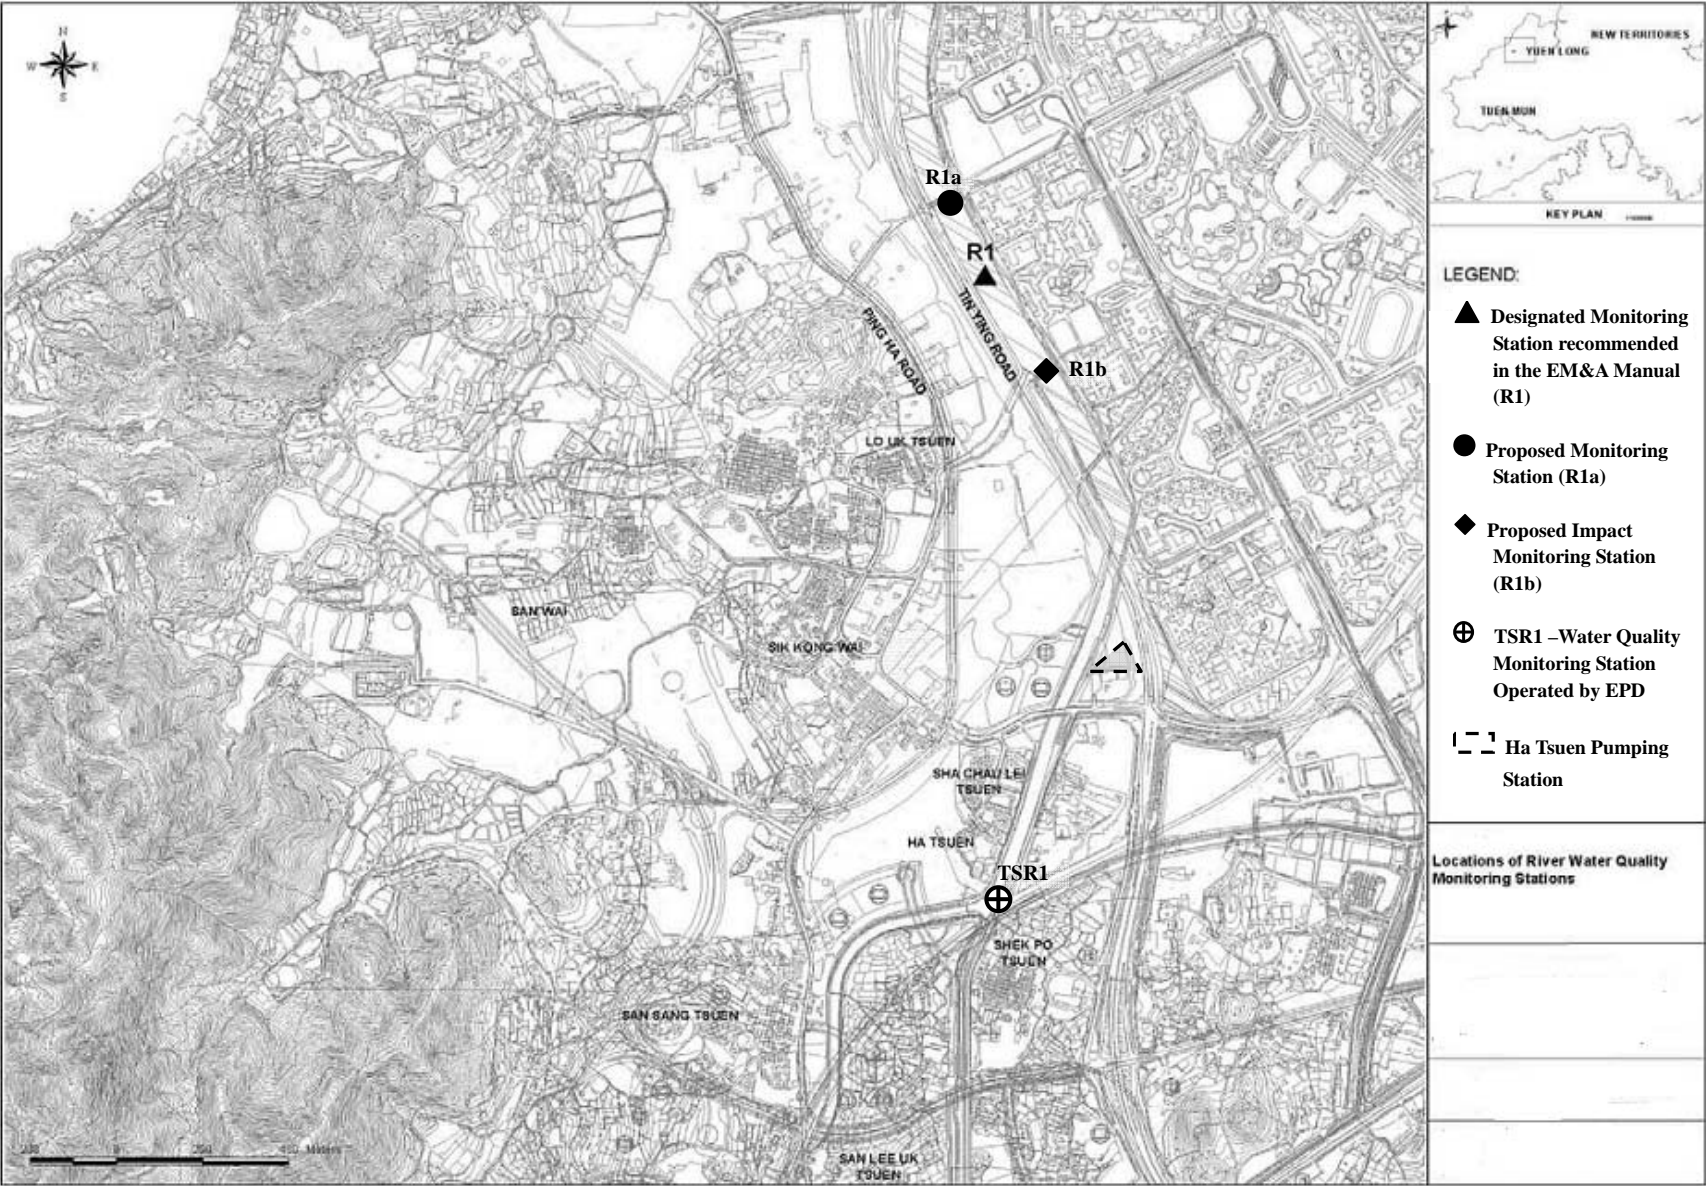 N
W E
S
R1a
R1
TIN YING ROAD
PING HA ROAD
R1b
LO UK TSUEN
SAN WAI
SIK KONG WAI
SHA CHAU LEI
TSUEN
HA TSUEN
TSR1
SHEK PO
TSUEN
SAN SANG TSUEN
SAN LEE UK
TSUEN
0
Meters
NEW TERRITORIES
YUEN LONG
TUEN MUN
KEY PLAN
LEGEND:
Designated Monitoring
Station recommended
in the EM&A Manual
(R1)
Proposed Monitoring
Station (R1a)
Proposed Impact
Monitoring Station
(R1b)
TSR1 –Water Quality
Monitoring Station
Operated by EPD
Ha Tsuen Pumping
Station
Locations of River Water Quality
Monitoring Stations